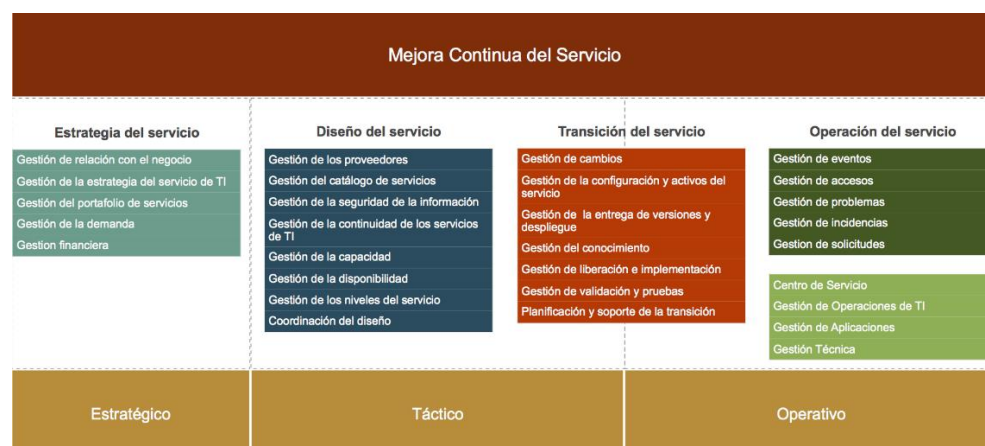 Mejora Continua del Servicio
Estrategia del servicio
Gestión de relación con el negocio
Gestión de la estrategia del servicio de TI
Gestión del portafolio de servicios
Gestión de la demanda
Gestion financiera
Diseño del servicio
Gestión de los proveedores
Gestión del catálogo de servicios
Gestión de la seguridad de la información
Gestión de la continuidad de los servicios
de TI
Gestión de la capacidad
Gestión de la disponibilidad
Gestión de los niveles del servicio
Coordinación del diseño
Transición del servicio
Gestión de cambios
Gestión de la configuración y activos del
servicio
Gestión de la entrega de versiones y
despliegue
Gestión del conocimiento
Gestión de liberación e implementación
Gestión de validación y pruebas
Planificación y soporte de la transición
Operación del servicio
Gestión de eventos
Gestión de accesos
Gestión de problemas
Gestión de incidencias
Gestion de solicitudes
Centro de Servicio
Gestión de Operaciones de TI
Gestión de Aplicaciones
Gestión Técnica
Estratégico
Táctico
Operativo